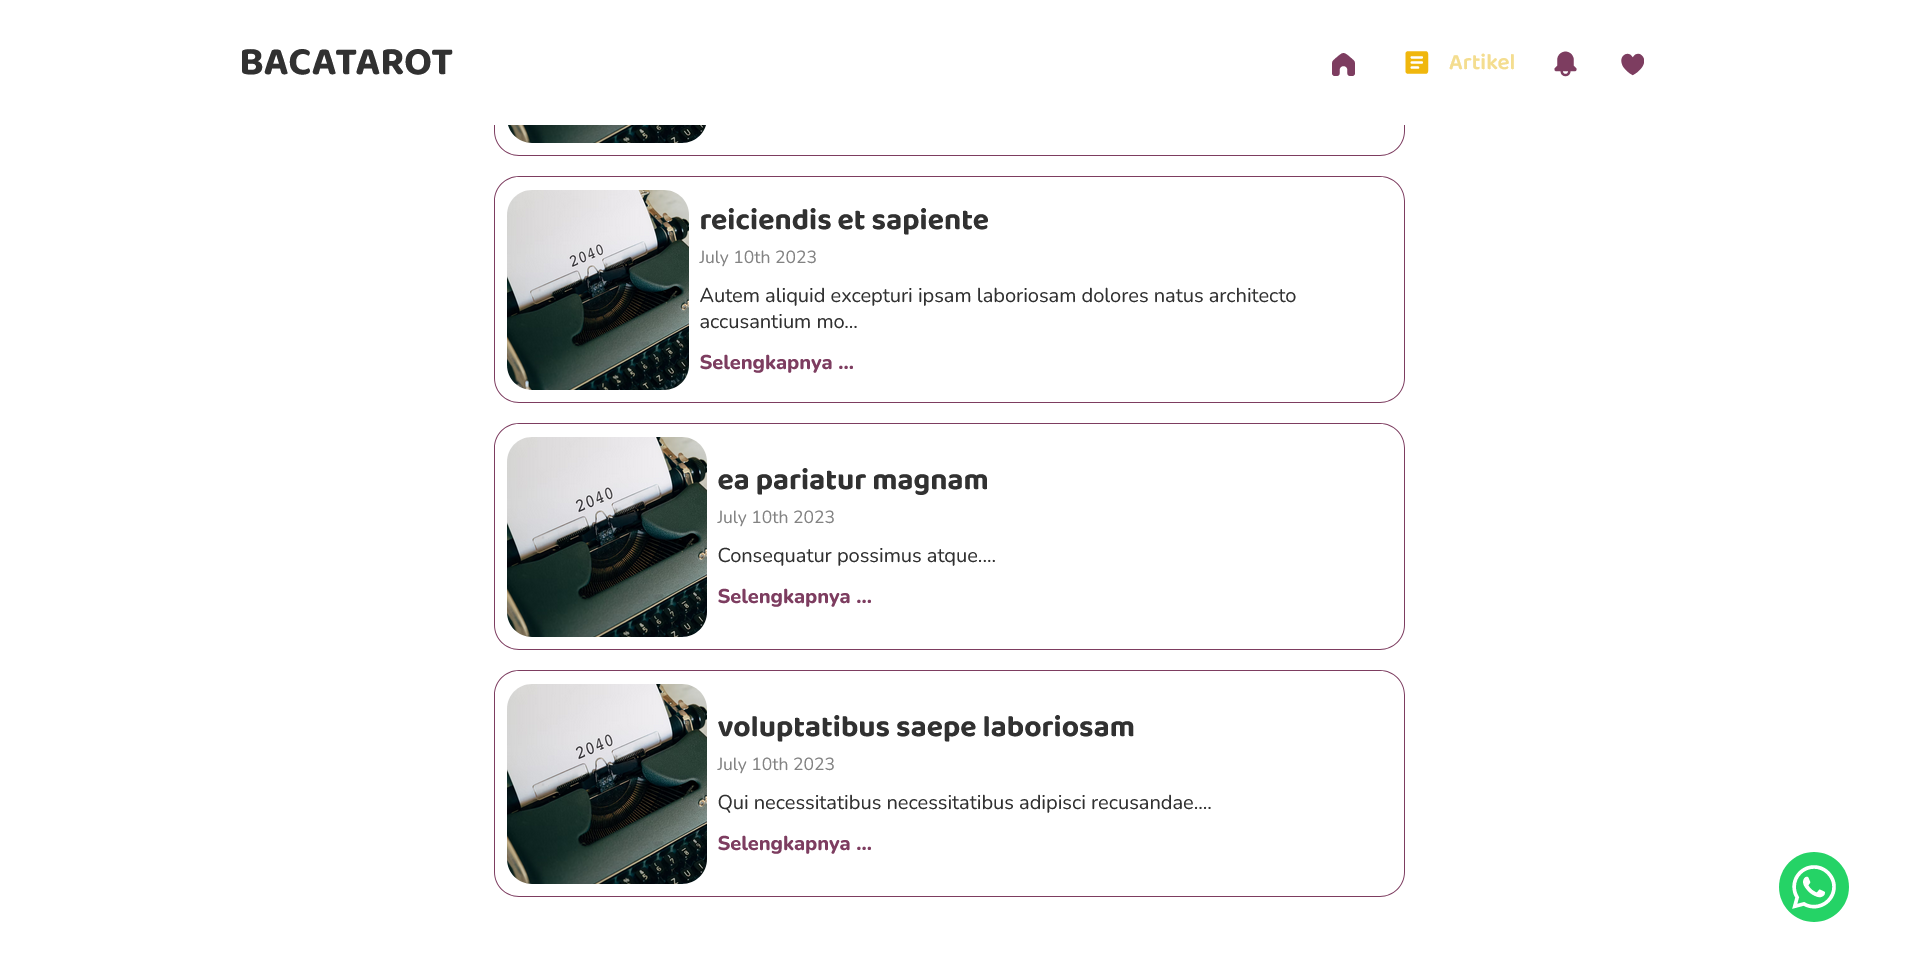 BACATAROT
Artikel
2040
reiciendis et sapiente
July 10th 2023
Autem aliquid excepturi ipsam laboriosam dolores natus architecto
accusantium mo...
Selengkapnya ...
2040
ea pariatur magnam
July 10th 2023
Consequatur possimus atque....
Selengkapnya ...
2040
voluptatibus saepe laboriosam
July 10th 2023
Qui necessitatibus necessitatibus adipisci recusandae....
Selengkapnya ...